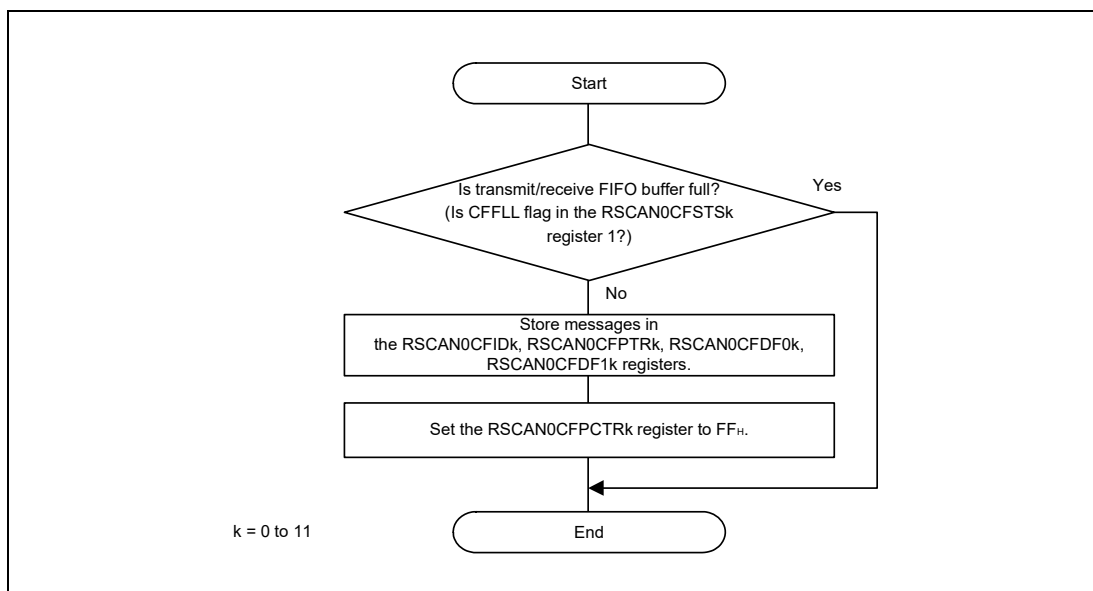 Start
Is transmit/receive FIFO buffer full?
(Is CFFLL flag in the RSCAN0CFSTSk
register 1?)
Yes
No
Store messages in
the RSCAN0CFIDk, RSCAN0CFPTRk, RSCAN0CFDF0k,
RSCAN0CFDF1k registers.
Set the RSCAN0CFPCTRk register to FFH.
k = 0 to 11
End